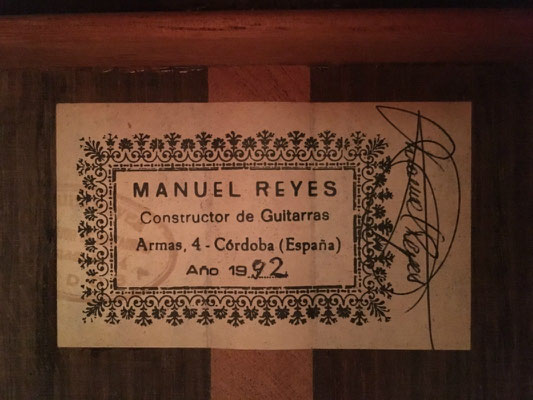 MANUEL REYES
Constructor de Guitarras
Armas, 4 - Córdoba (España)
Año 1992
Manuel Reyes